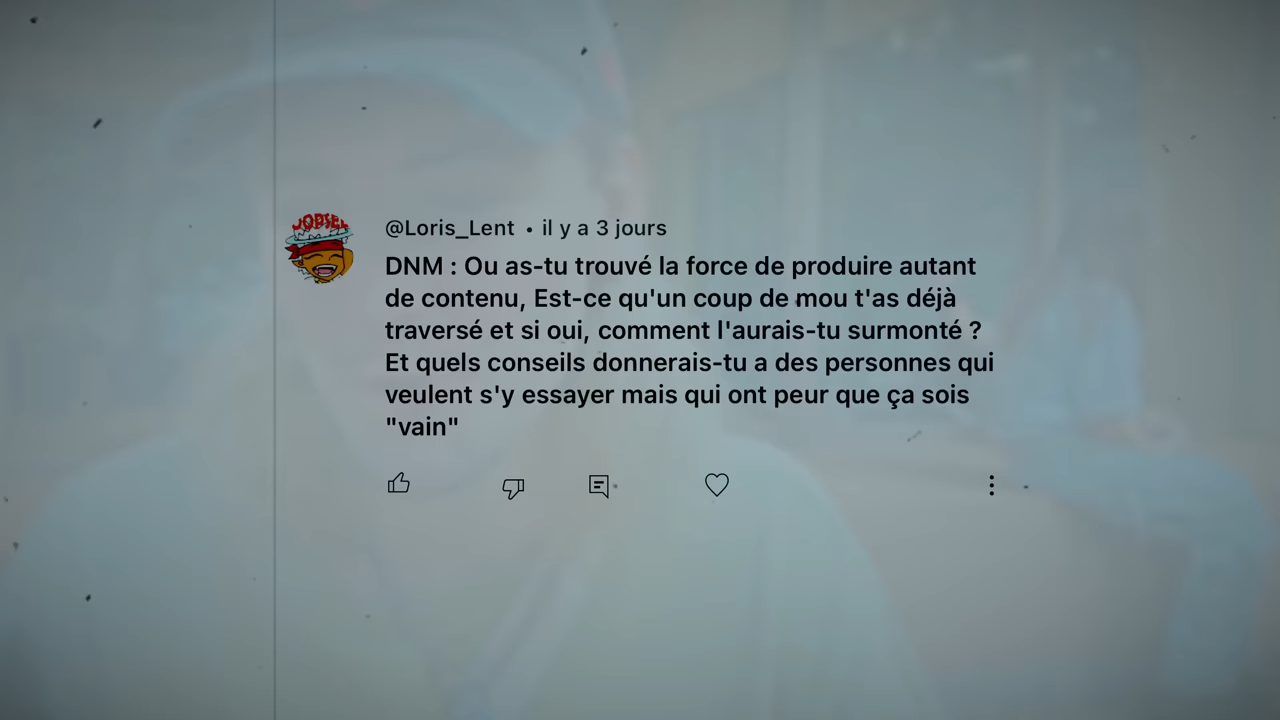 JODSEL
@Loris_Lent • il y a 3 jours
DNM : Ou as-tu trouvé la force de produire autant
de contenu, Est-ce qu'un coup de mou t'as déjà
traversé et si oui, comment l'aurais-tu surmonté ?
Et quels conseils donnerais-tu a des personnes qui
veulent s'y essayer mais qui ont peur que ça sois
"vain"